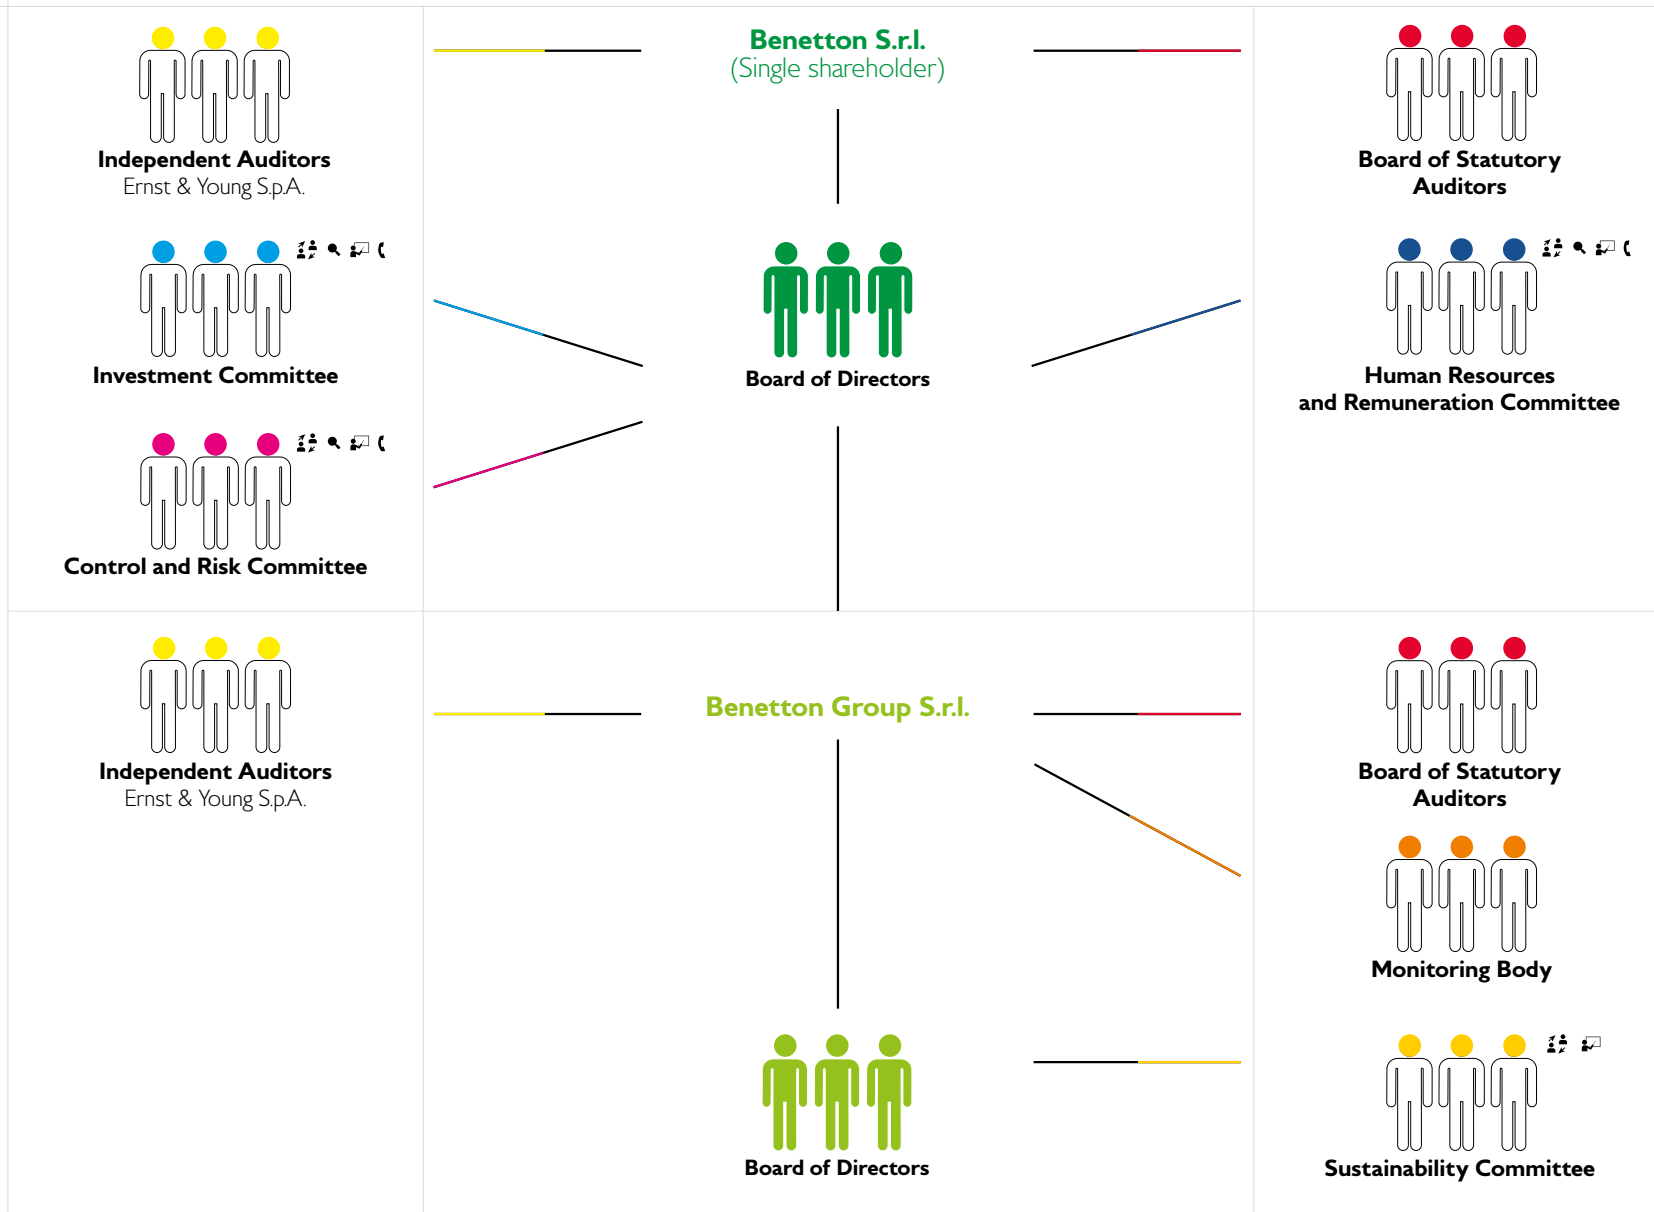 Benetton S.r.l.
(Single shareholder)
Independent Auditors
Ernst & Young S.p.A.
Board of Statutory
Auditors
Investment Committee
Board of Directors
Human Resources
and Remuneration Committee
Control and Risk Committee
Benetton Group S.r.l.
Independent Auditors
Ernst & Young S.p.A.
Board of Statutory
Auditors
Monitoring Body
Board of Directors
Sustainability Committee